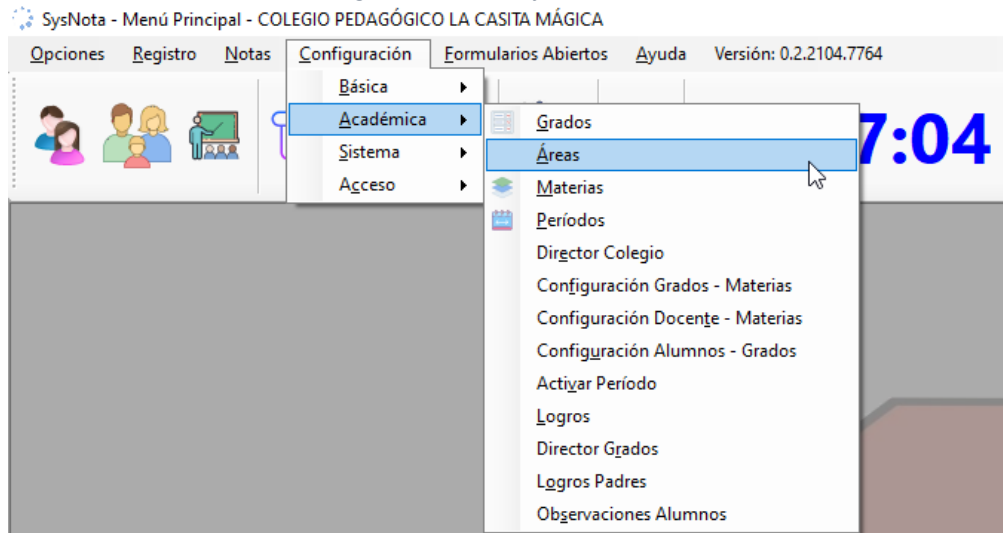 SysNota - Menú Principal - COLEGIO PEDAGÓGICO LA CASITA MÁGICA
Opciones Registro Notas Configuración Formularios Abiertos Ayuda Versión: 0.2.2104.7764
Básica
Académica
Sistema
Acceso
Grados
Áreas
Materias
Períodos
Director Colegio
Configuración Grados - Materias
Configuración Docente - Materias
Configuración Alumnos - Grados
Activar Período
Logros
Director Grados
Logros Padres
Observaciones Alumnos
7:04